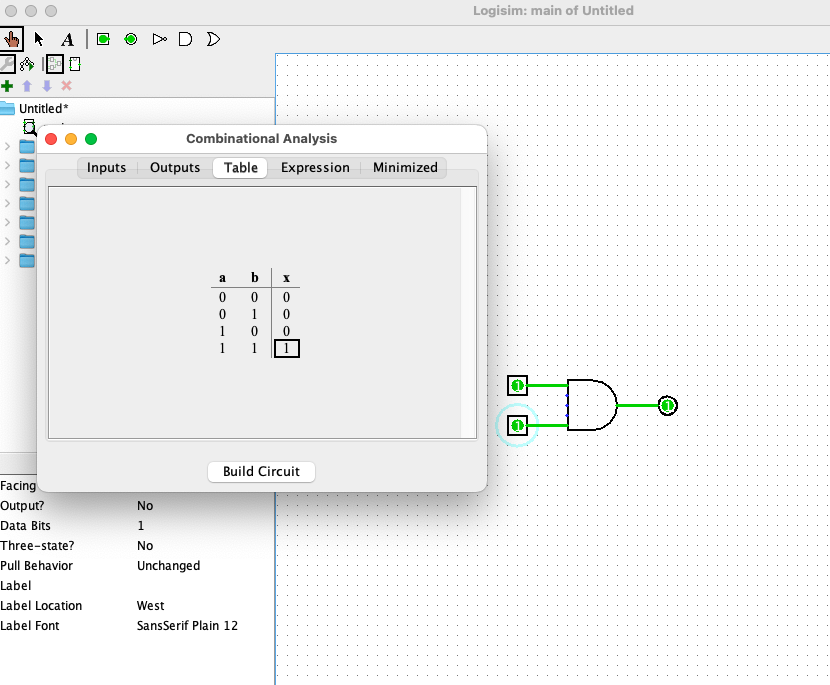 Logisim: main of Untitled
A
Untitled*
Combinational Analysis
Inputs Outputs Table Expression Minimized
a b x
0 0 0
0 1 0
1 0 0
1 1 1
1
1
1
Build Circuit
Facing
Output? No
Data Bits 1
Three-state? No
Pull Behavior Unchanged
Label
Label Location West
Label Font SansSerif Plain 12